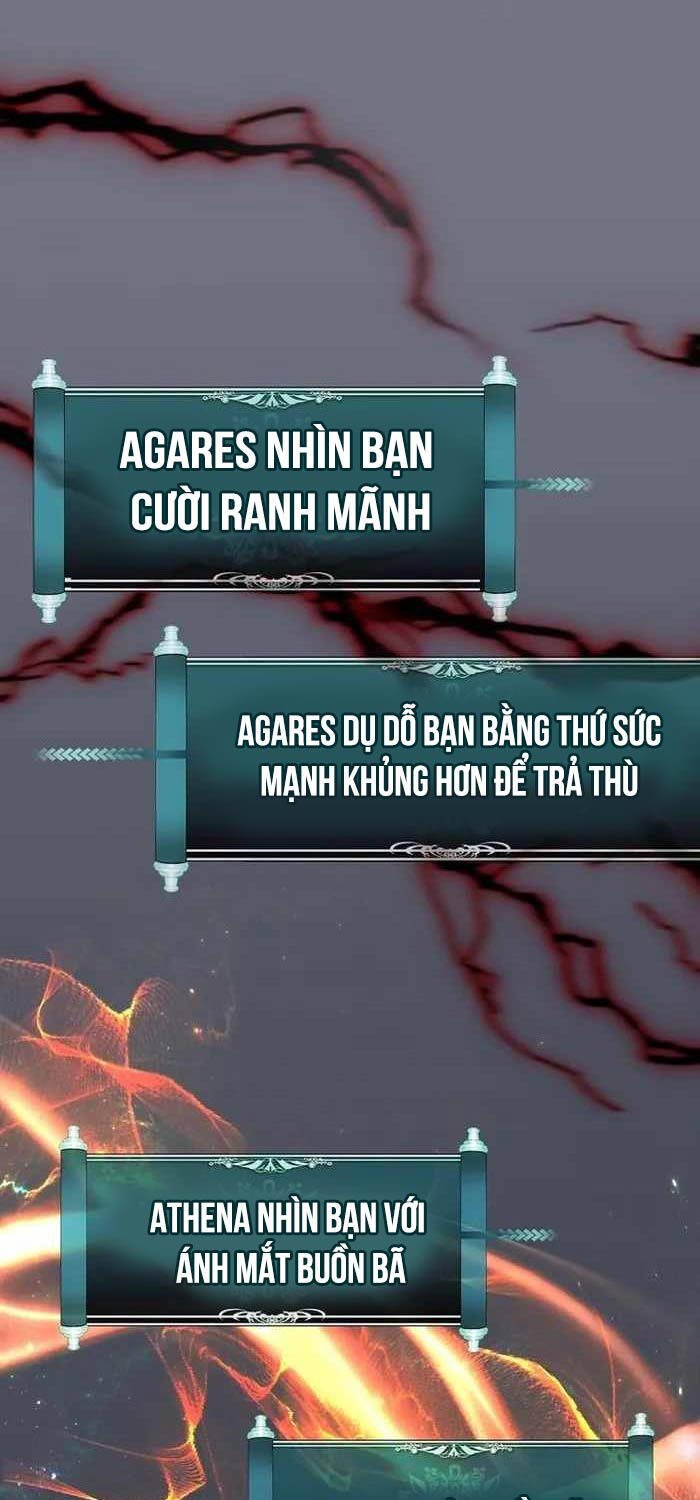 AGARES NHÌN BẠN
CƯỜI RANH MÃNH
AGARES DỤ DỖ BẠN BẰNG THỨ SỨC
MẠNH KHỦNG HƠN ĐỂ TRẢ THÙ
ATHENA NHÌN BẠN VỚI
ÁNH MẮT BUỒN BÃ